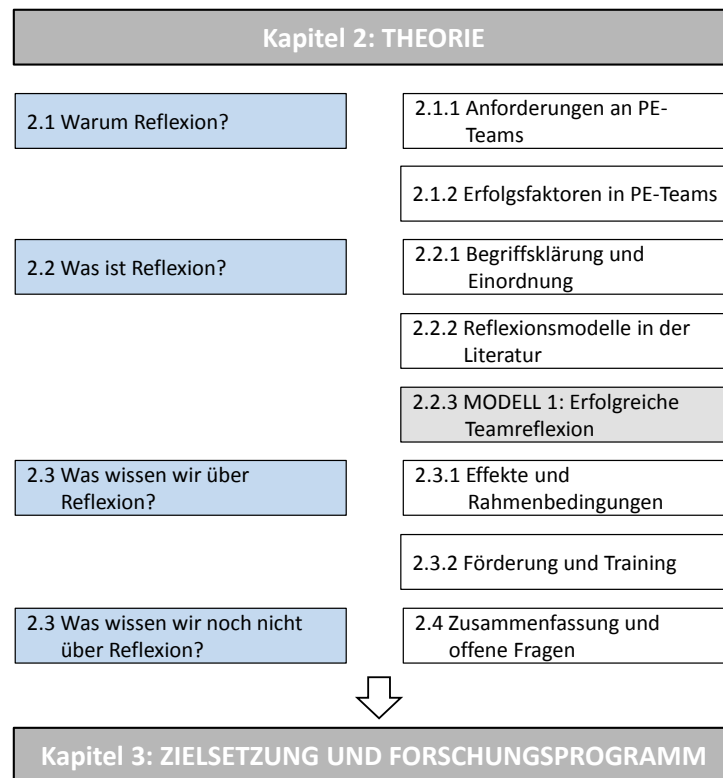 Kapitel 2: THEORIE
2.1 Warum Reflexion?
2.1.1 Anforderungen an PE-
Teams
2.1.2 Erfolgsfaktoren in PE-Teams
2.2 Was ist Reflexion?
2.2.1 Begriffsklärung und
Einordnung
2.2.2 Reflexionsmodelle in der
Literatur
2.2.3 MODELL 1: Erfolgreiche
Teamreflexion
2.3 Was wissen wir über
Reflexion?
2.3.1 Effekte und
Rahmenbedingungen
2.3.2 Förderung und Training
2.3 Was wissen wir noch nicht
über Reflexion?
2.4 Zusammenfassung und
offene Fragen
Kapitel 3: ZIELSETZUNG UND FORSCHUNGSPROGRAMM